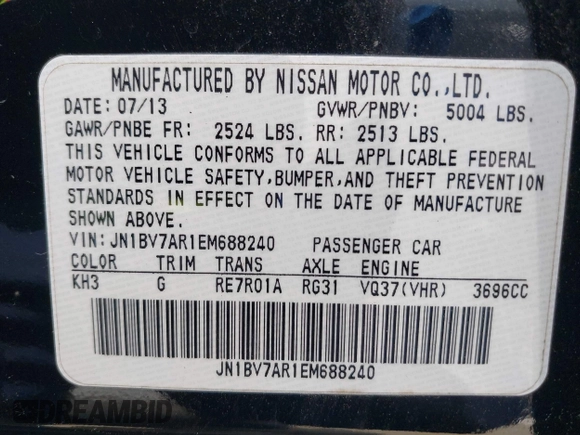 MANUFACTURED BY NISSAN MOTOR CO.,LTD.
DATE: 07/13 GVWR/PNBV: 5004 LBS.
GAWR/PNBE FR: 2524 LBS. RR: 2513 LBS.
THIS VEHICLE CONFORMS TO ALL APPLICABLE FEDERAL
MOTOR VEHICLE SAFETY,BUMPER,AND THEFT PREVENTION
STANDARDS IN EFFECT ON THE DATE OF MANUFACTURE
SHOWN ABOVE.
VIN: JN1BV7AR1EM688240 PASSENGER CAR
COLOR TRIM TRANS AXLE ENGINE
KH3 G RE7R01A RG31 VQ37(VHR) 3696CC
JN1BV7AR1EM688240
DREAMBID